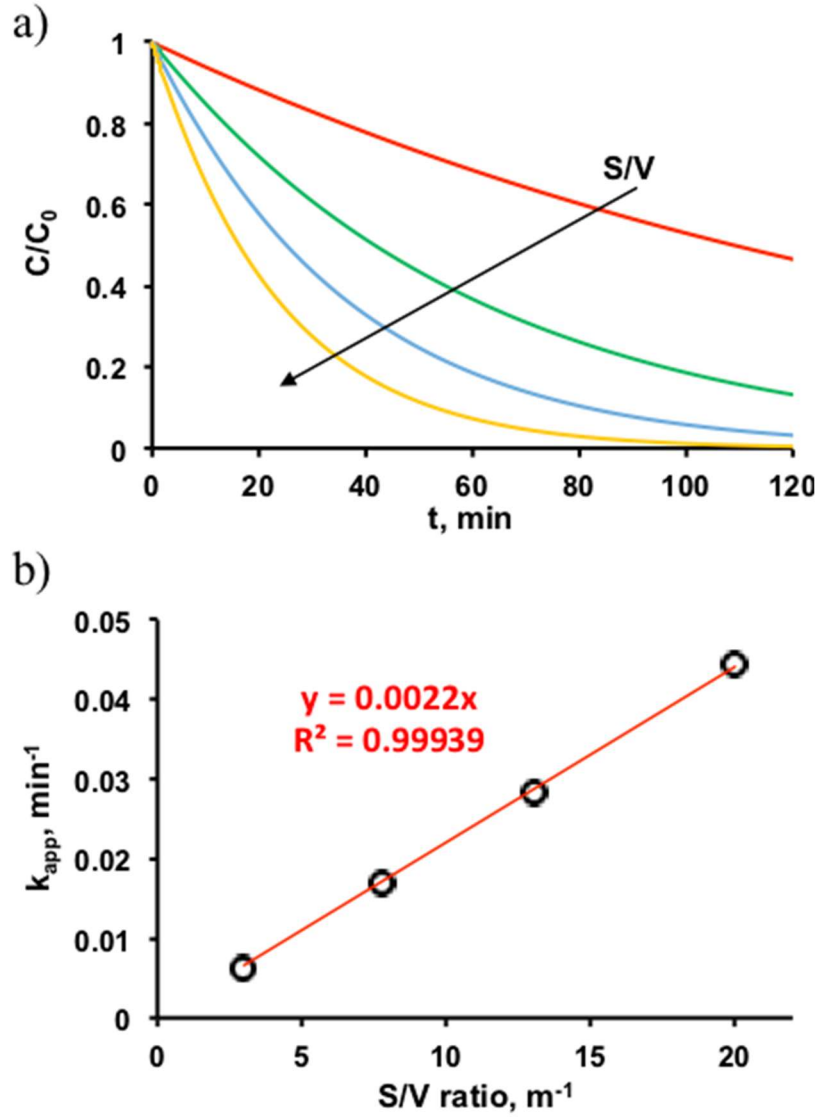 a)
1
0.8
0.6
0.4
0.2
0
C/C₀
S/V
0 20 40 60 80 100 120
t, min
b)
0.05
0.04
0.03
0.02
0.01
0
kₐₚₚ, min⁻¹
y = 0.0022x
R² = 0.99939
0 5 10 15 20
S/V ratio, m⁻¹